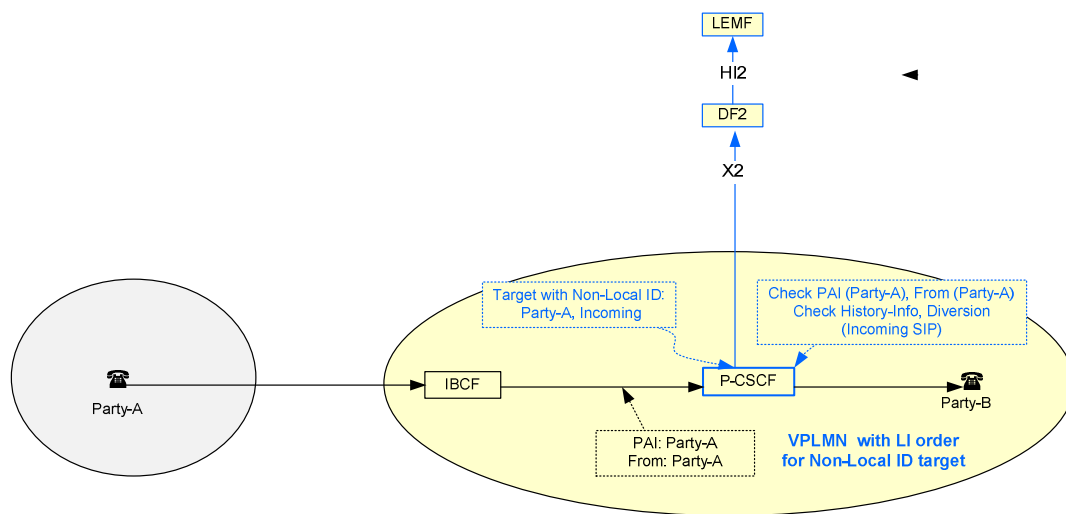 LEMF
HI2
DF2
X2
Target with Non-Local ID:
Party-A, Incoming
Check PAI (Party-A), From (Party-A)
Check History-Info, Diversion
(Incoming SIP)
IBCF
P-CSCF
Party-A
Party-B
PAI: Party-A
From: Party-A
VPLMN with LI order
for Non-Local ID target